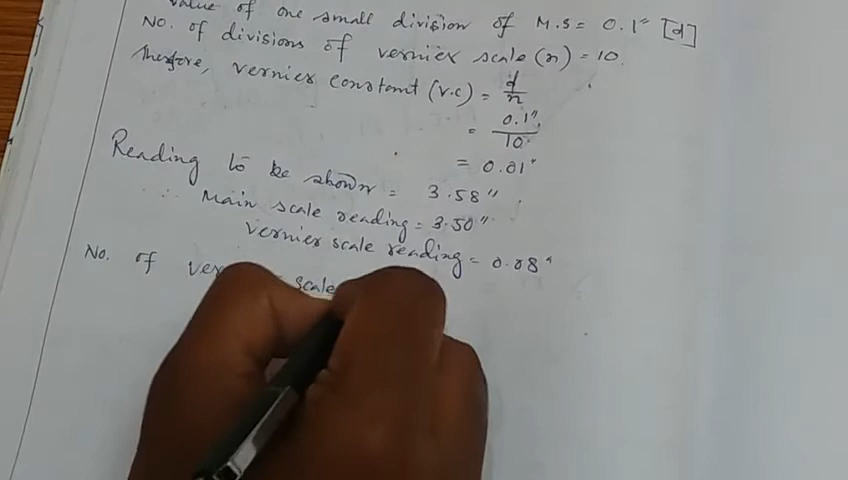 value of one small division of M.S = 0.1" [d]
No. of divisions of vernier scale (n) = 10.
Therefore, vernier constant (v.c) = d/n
= 0.1"/10
= 0.01"
Reading to be shown = 3.58"
∴ Main scale reading = 3.50"
Vernier scale reading = 0.08"
No. of scale